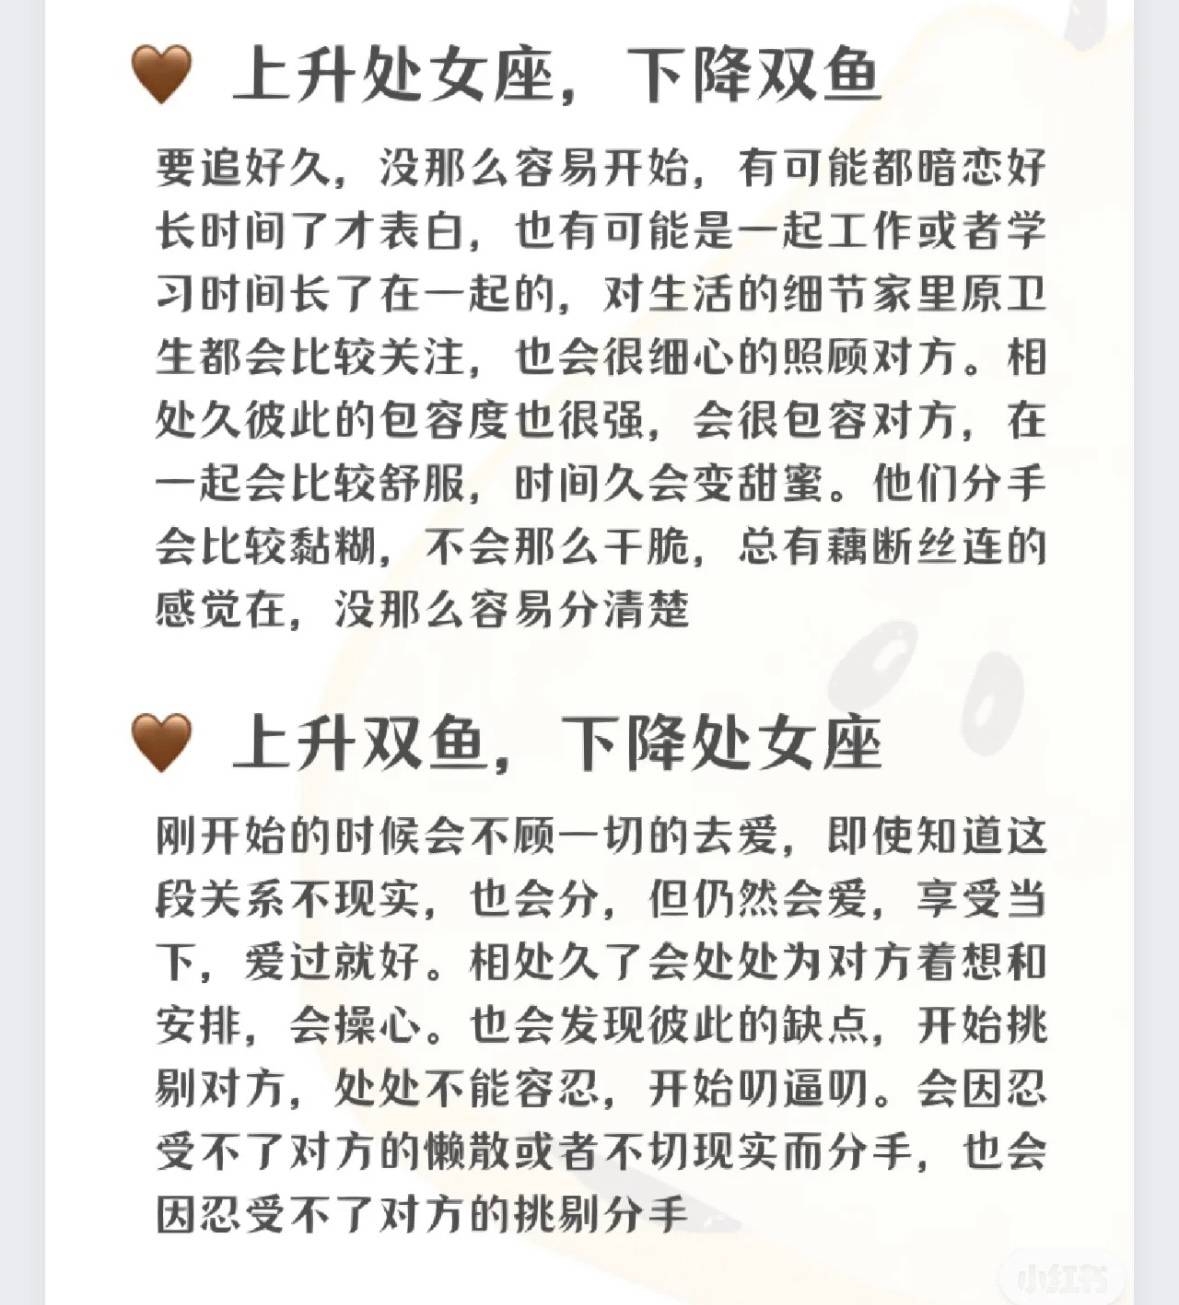 🤎 上升处女座，下降双鱼
要追好久，没那么容易开始，有可能都暗恋好
长时间了才表白，也有可能是一起工作或者学
习时间长了在一起的，对生活的细节家里原卫
生都会比较关注，也会很细心的照顾对方。相
处久彼此的包容度也很强，会很包容对方，在
一起会比较舒服，时间久会变甜蜜。他们分手
会比较黏糊，不会那么干脆，总有藕断丝连的
感觉在，没那么容易分清楚
🤎 上升双鱼，下降处女座
刚开始的时候会不顾一切的去爱，即使知道这
段关系不现实，也会分，但仍然会爱，享受当
下，爱过就好。相处久了会处处为对方着想和
安排，会操心。也会发现彼此的缺点，开始挑
剔对方，处处不能容忍，开始叨逼叨。会因忍
受不了对方的懒散或者不切现实而分手，也会
因忍受不了对方的挑剔分手
小红书